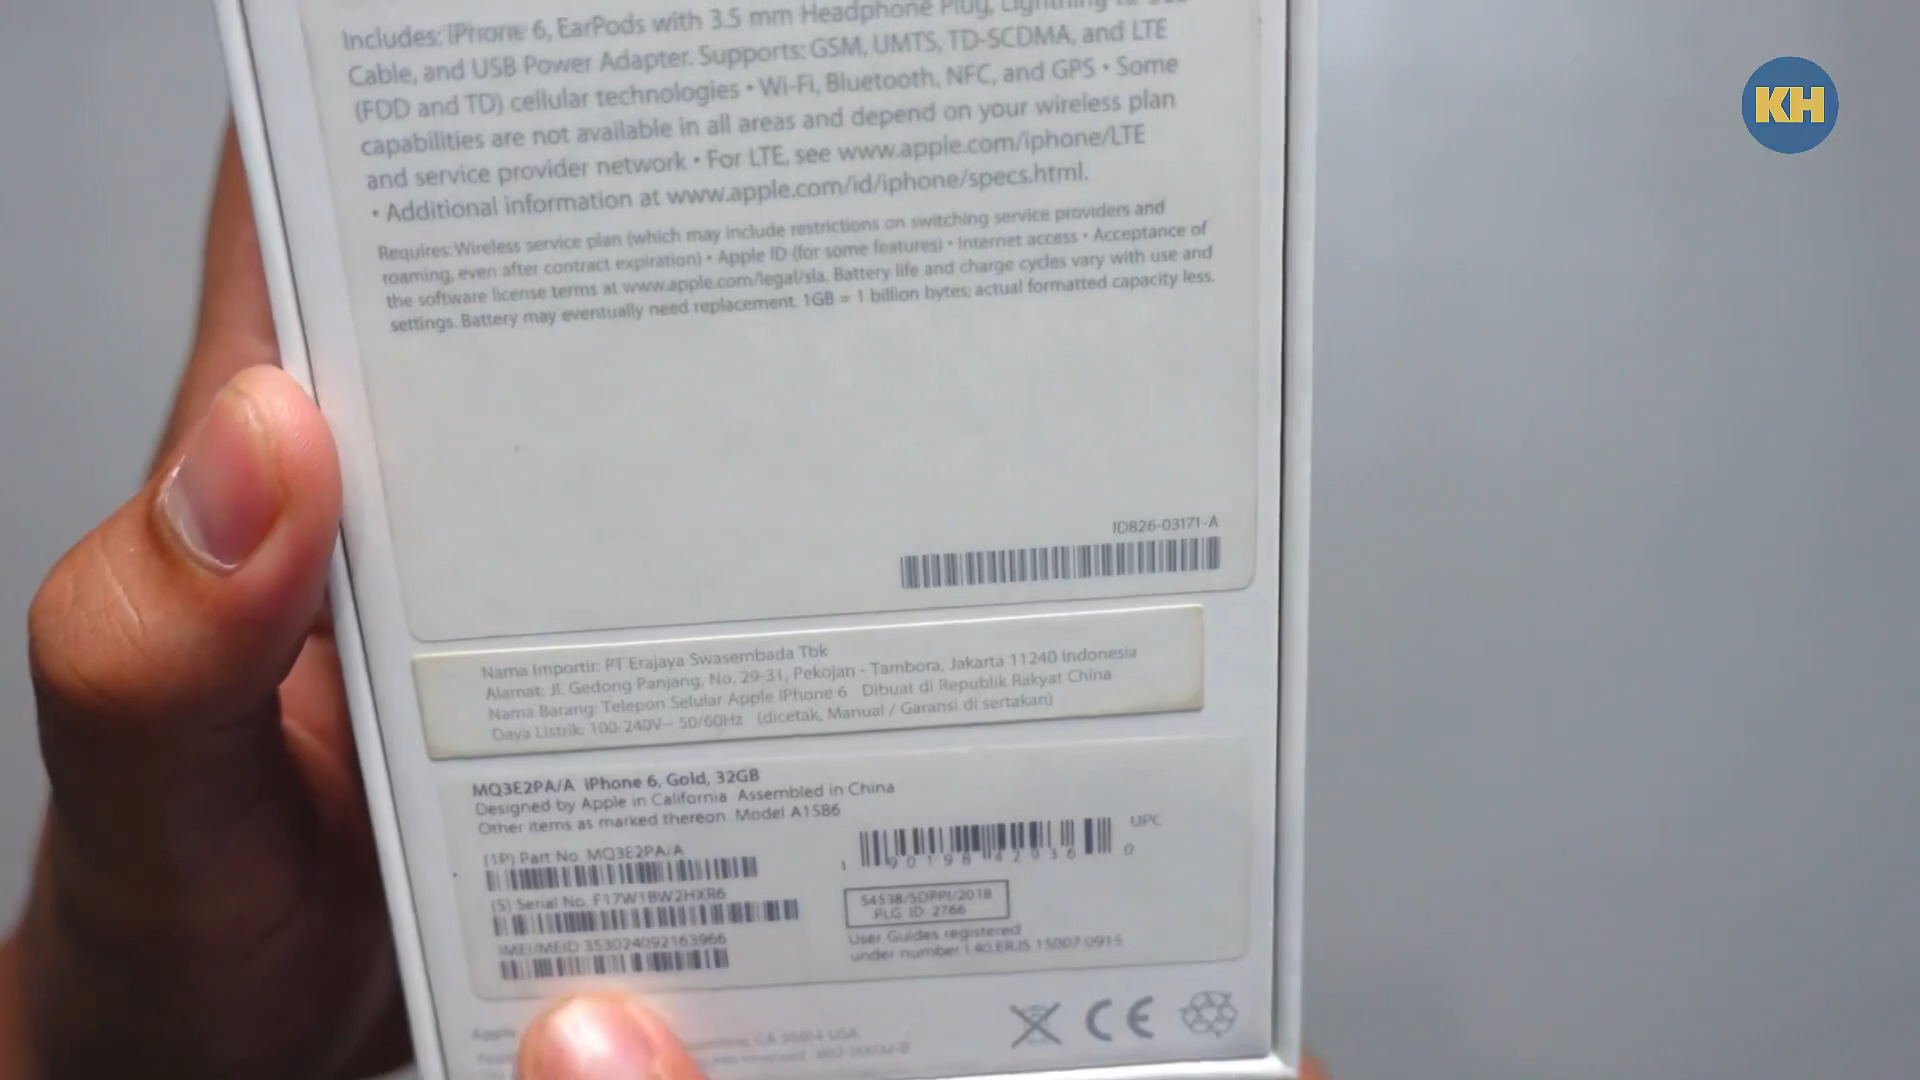 Includes: iPhone 6, EarPods with 3.5 mm Headphone Plug, Lightning to USB
Cable, and USB Power Adapter. Supports: GSM, UMTS, TD-SCDMA, and LTE
(FDD and TD) cellular technologies • Wi-Fi, Bluetooth, NFC, and GPS • Some
capabilities are not available in all areas and depend on your wireless plan
and service provider network • For LTE, see www.apple.com/iphone/LTE
• Additional information at www.apple.com/id/iphone/specs.html.
Requires: Wireless service plan (which may include restrictions on switching service providers and
roaming, even after contract expiration) • Apple ID (for some features) • Internet access • Acceptance of
the software license terms at www.apple.com/legal/sla. Battery life and charge cycles vary with use and
settings. Battery may eventually need replacement. 1GB = 1 billion bytes; actual formatted capacity less.
ID826-03171-A
Nama Importir: PT Erajaya Swasembada Tbk
Alamat: Jl. Gedong Panjang, No. 29-31, Pekojan - Tambora, Jakarta 11240 Indonesia
Nama Barang: Telepon Selular Apple iPhone 6 Dibuat di Republik Rakyat China
Daya Listrik: 100-240V~ 50/60Hz (dicetak, Manual / Garansi di sertakan)
MQ3E2PA/A iPhone 6, Gold, 32GB
Designed by Apple in California Assembled in China
Other items as marked thereon Model A1586
(1P) Part No. MQ3E2PA/A
(S) Serial No. F17W1BW2HXR6
IMEI/MEID 353024092163966
UPC
1 90198 42936 0
54538/SDPPI/2018
PLG. ID 2766
User Guides registered
under number
Apple
CA 95014 USA
CE
KH